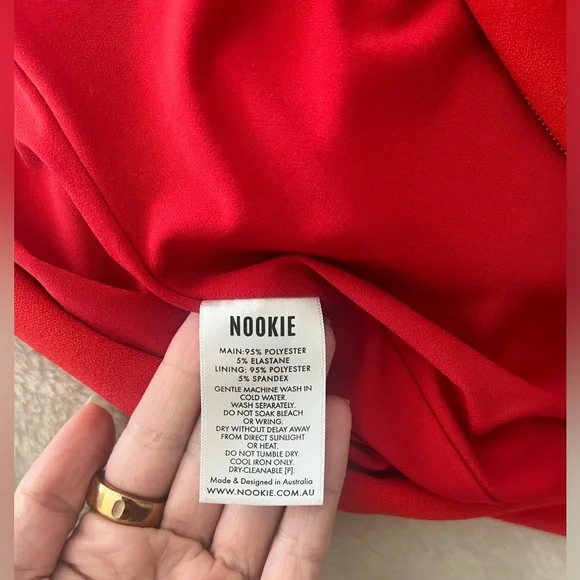 NOOKIE
MAIN:95% POLYESTER
5% ELASTANE
LINING: 95% POLYESTER
5% SPANDEX
GENTLE MACHINE WASH IN
COLD WATER.
WASH SEPARATELY.
DO NOT SOAK BLEACH
OR WRING.
DRY WITHOUT DELAY AWAY
FROM DIRECT SUNLIGHT
OR HEAT.
DO NOT TUMBLE DRY.
COOL IRON ONLY.
DRY-CLEANABLE [P].
Made & Designed in Australia
WWW.NOOKIE.COM.AU